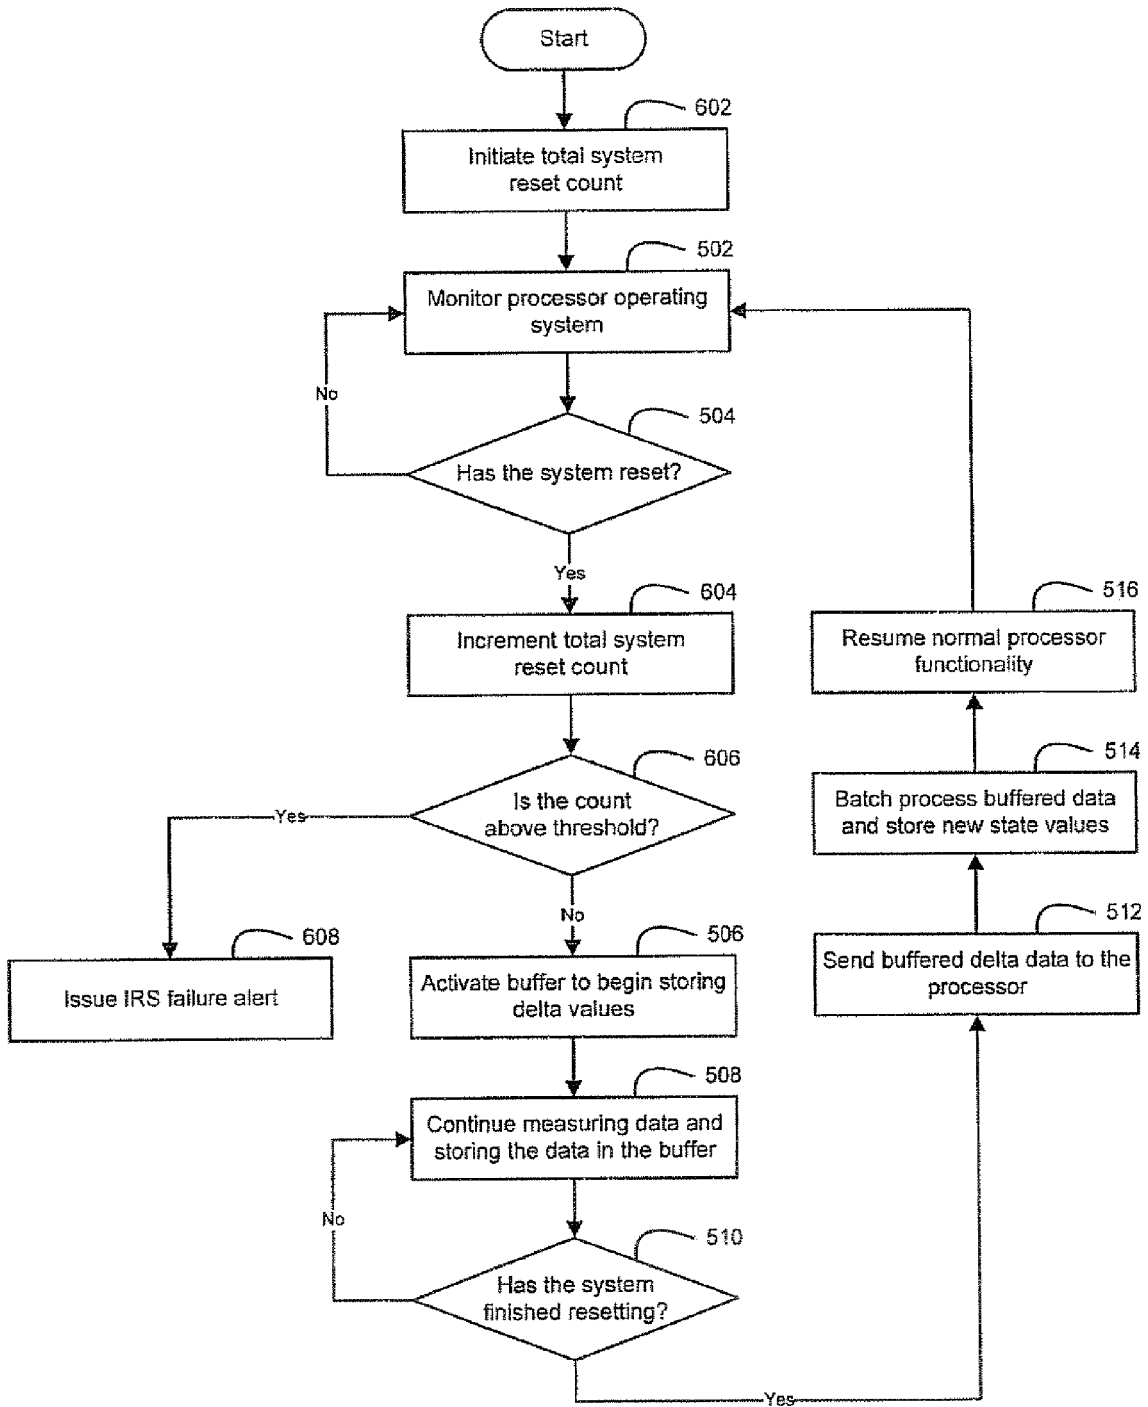 Start
602
Initiate total system
reset count
502
Monitor processor operating
system
No
504
Has the system reset?
Yes
604
Increment total system
reset count
516
Resume normal processor
functionality
606
Is the count
above threshold?
Yes
514
Batch process buffered data
and store new state values
No
608
Issue IRS failure alert
506
Activate buffer to begin storing
delta values
512
Send buffered delta data to the
processor
508
Continue measuring data and
storing the data in the buffer
No
510
Has the system
finished resetting?
Yes